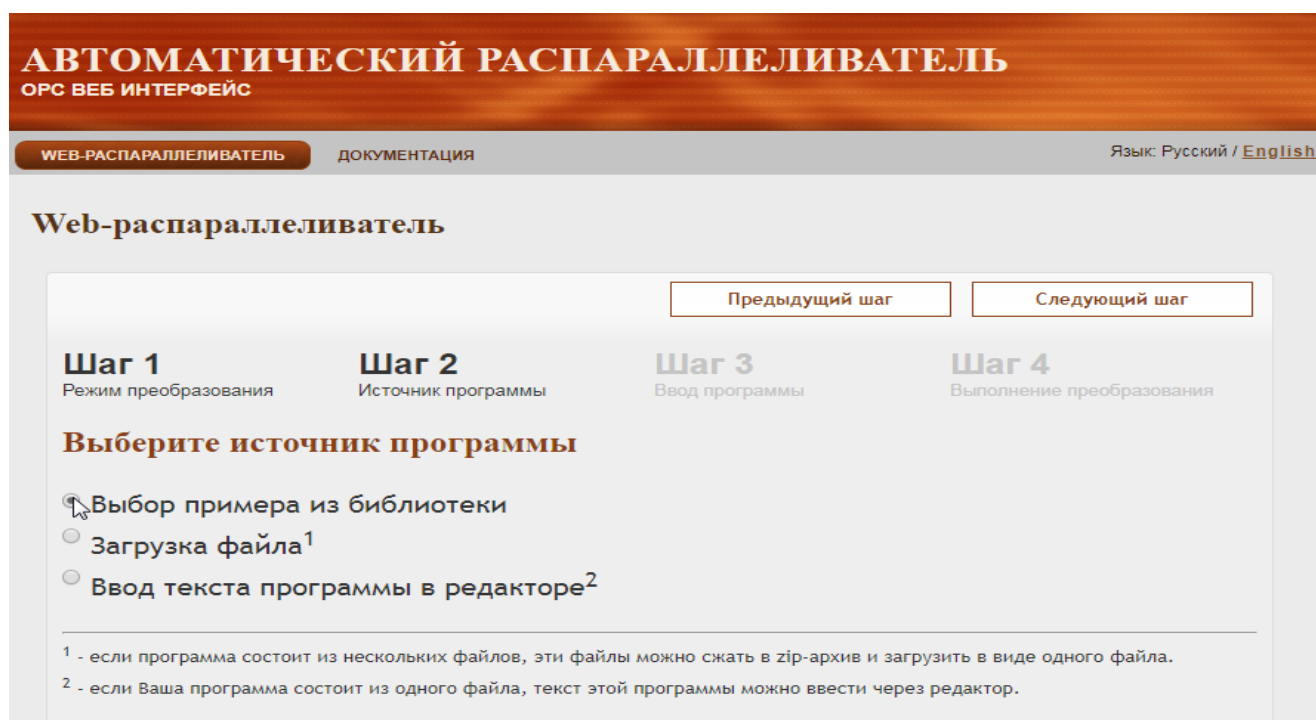 АВТОМАТИЧЕСКИЙ РАСПАРАЛЛЕЛИВАТЕЛЬ
ОРС ВЕБ ИНТЕРФЕЙС
WEB-РАСПАРАЛЛЕЛИВАТЕЛЬ ДОКУМЕНТАЦИЯ Язык: Русский / English
Web-распараллеливатель
Предыдущий шаг Следующий шаг
Шаг 1 Шаг 2 Шаг 3 Шаг 4
Режим преобразования Источник программы Ввод программы Выполнение преобразования
Выберите источник программы
Выбор примера из библиотеки
Загрузка файла1
Ввод текста программы в редакторе2
1 - если программа состоит из нескольких файлов, эти файлы можно сжать в zip-архив и загрузить в виде одного файла.
2 - если Ваша программа состоит из одного файла, текст этой программы можно ввести через редактор.